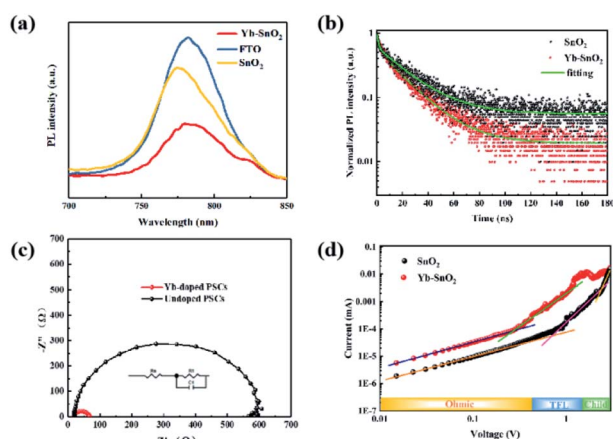 (a)
Yb-SnO₂
FTO
SnO₂
PL intensity (a.u.)
700 750 800 850
Wavelength (nm)
(b)
SnO₂
Yb-SnO₂
fitting
Normalized PL intensity (a.u.)
1
0.1
0.01
0 20 40 60 80 100 120 140 160 180
Time (ns)
(c)
Yb-doped PSCs
Undoped PSCs
-Z'' (Ω)
700
600
500
400
300
200
100
0
0 100 200 300 400 500 600 700
(d)
SnO₂
Yb-SnO₂
Current (mA)
0.1
0.01
0.001
1E-4
1E-5
1E-6
1E-7
Ohmic TFL
0.1 1
Voltage (V)